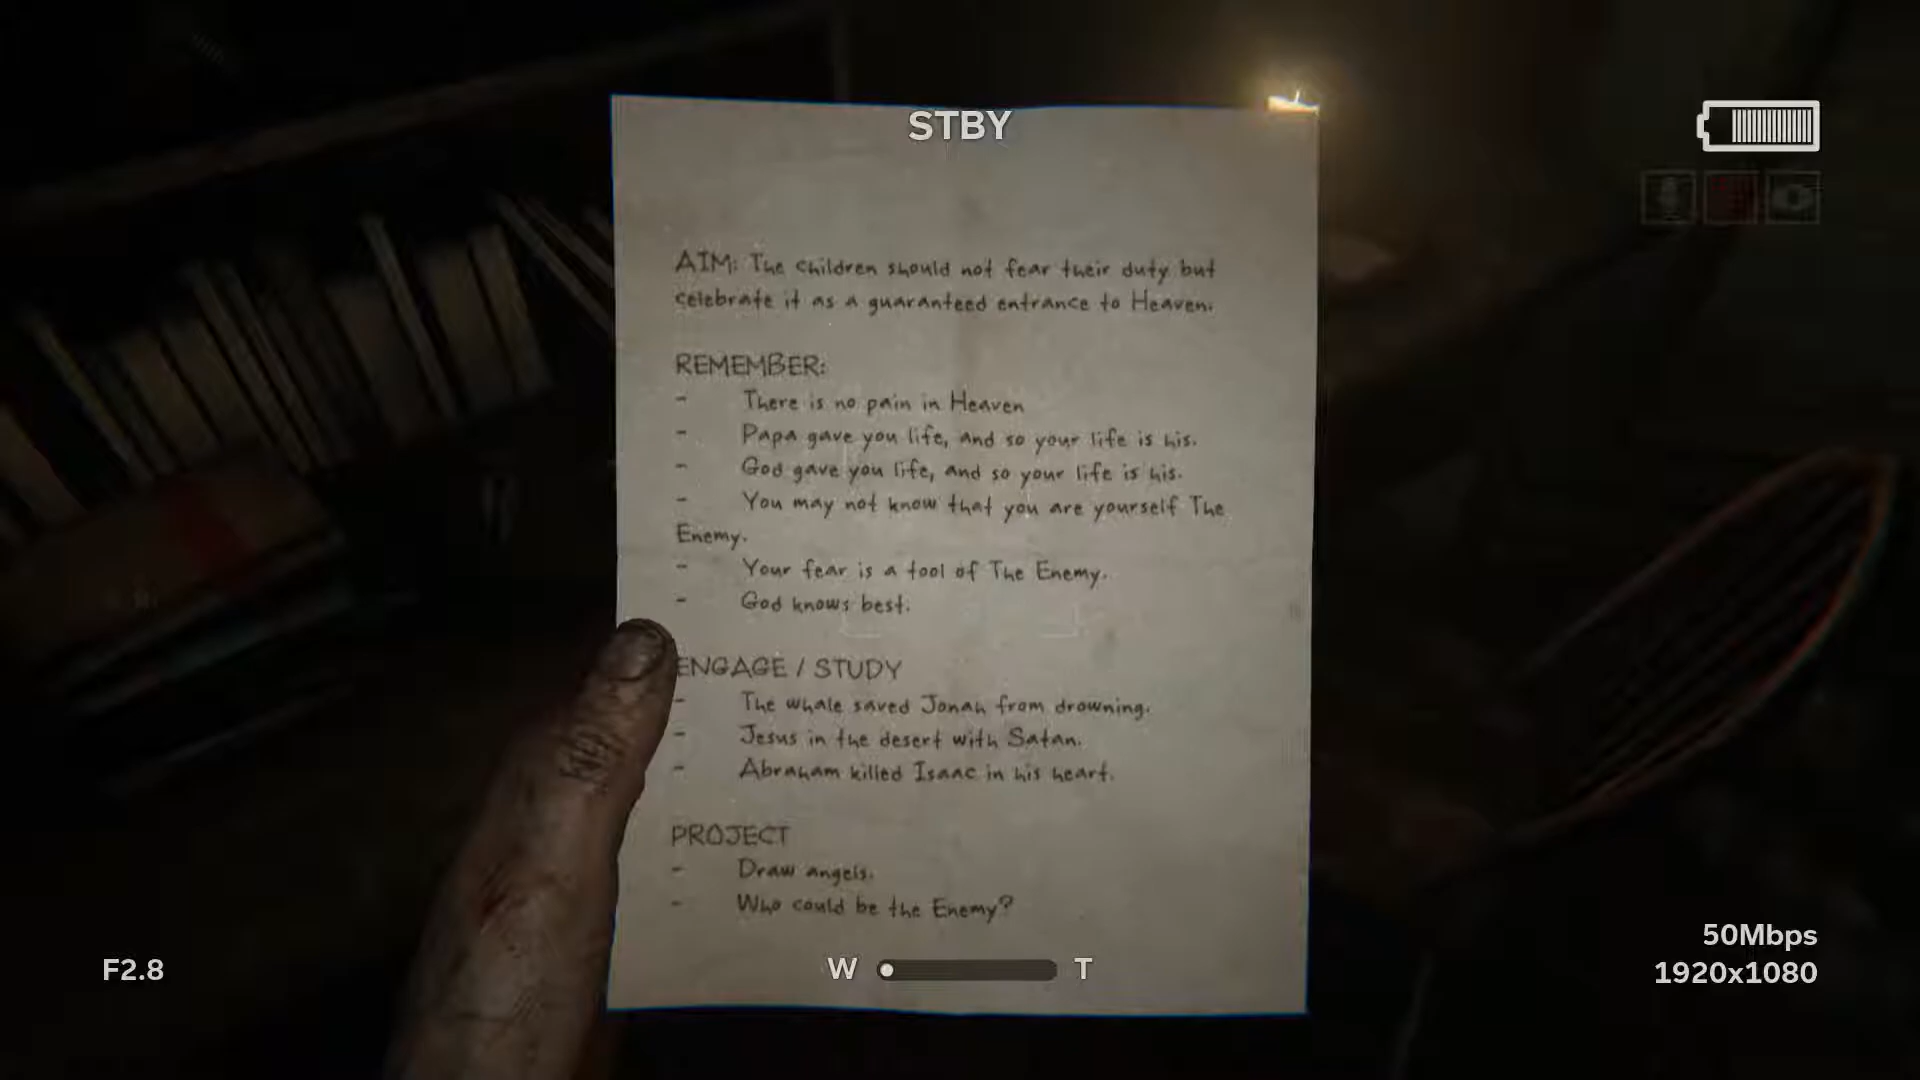 STBY
AIM: The children should not fear their duty but
celebrate it as a guaranteed entrance to Heaven.
REMEMBER:
- There is no pain in Heaven
- Papa gave you life, and so your life is his.
- God gave you life, and so your life is his.
- You may not know that you are yourself The
Enemy.
- Your fear is a tool of The Enemy.
- God knows best.
ENGAGE / STUDY
- The whale saved Jonah from drowning.
- Jesus in the desert with Satan.
- Abraham killed Isaac in his heart.
PROJECT
- Draw angels.
- Who could be the Enemy?
F2.8
W T
50Mbps
1920x1080